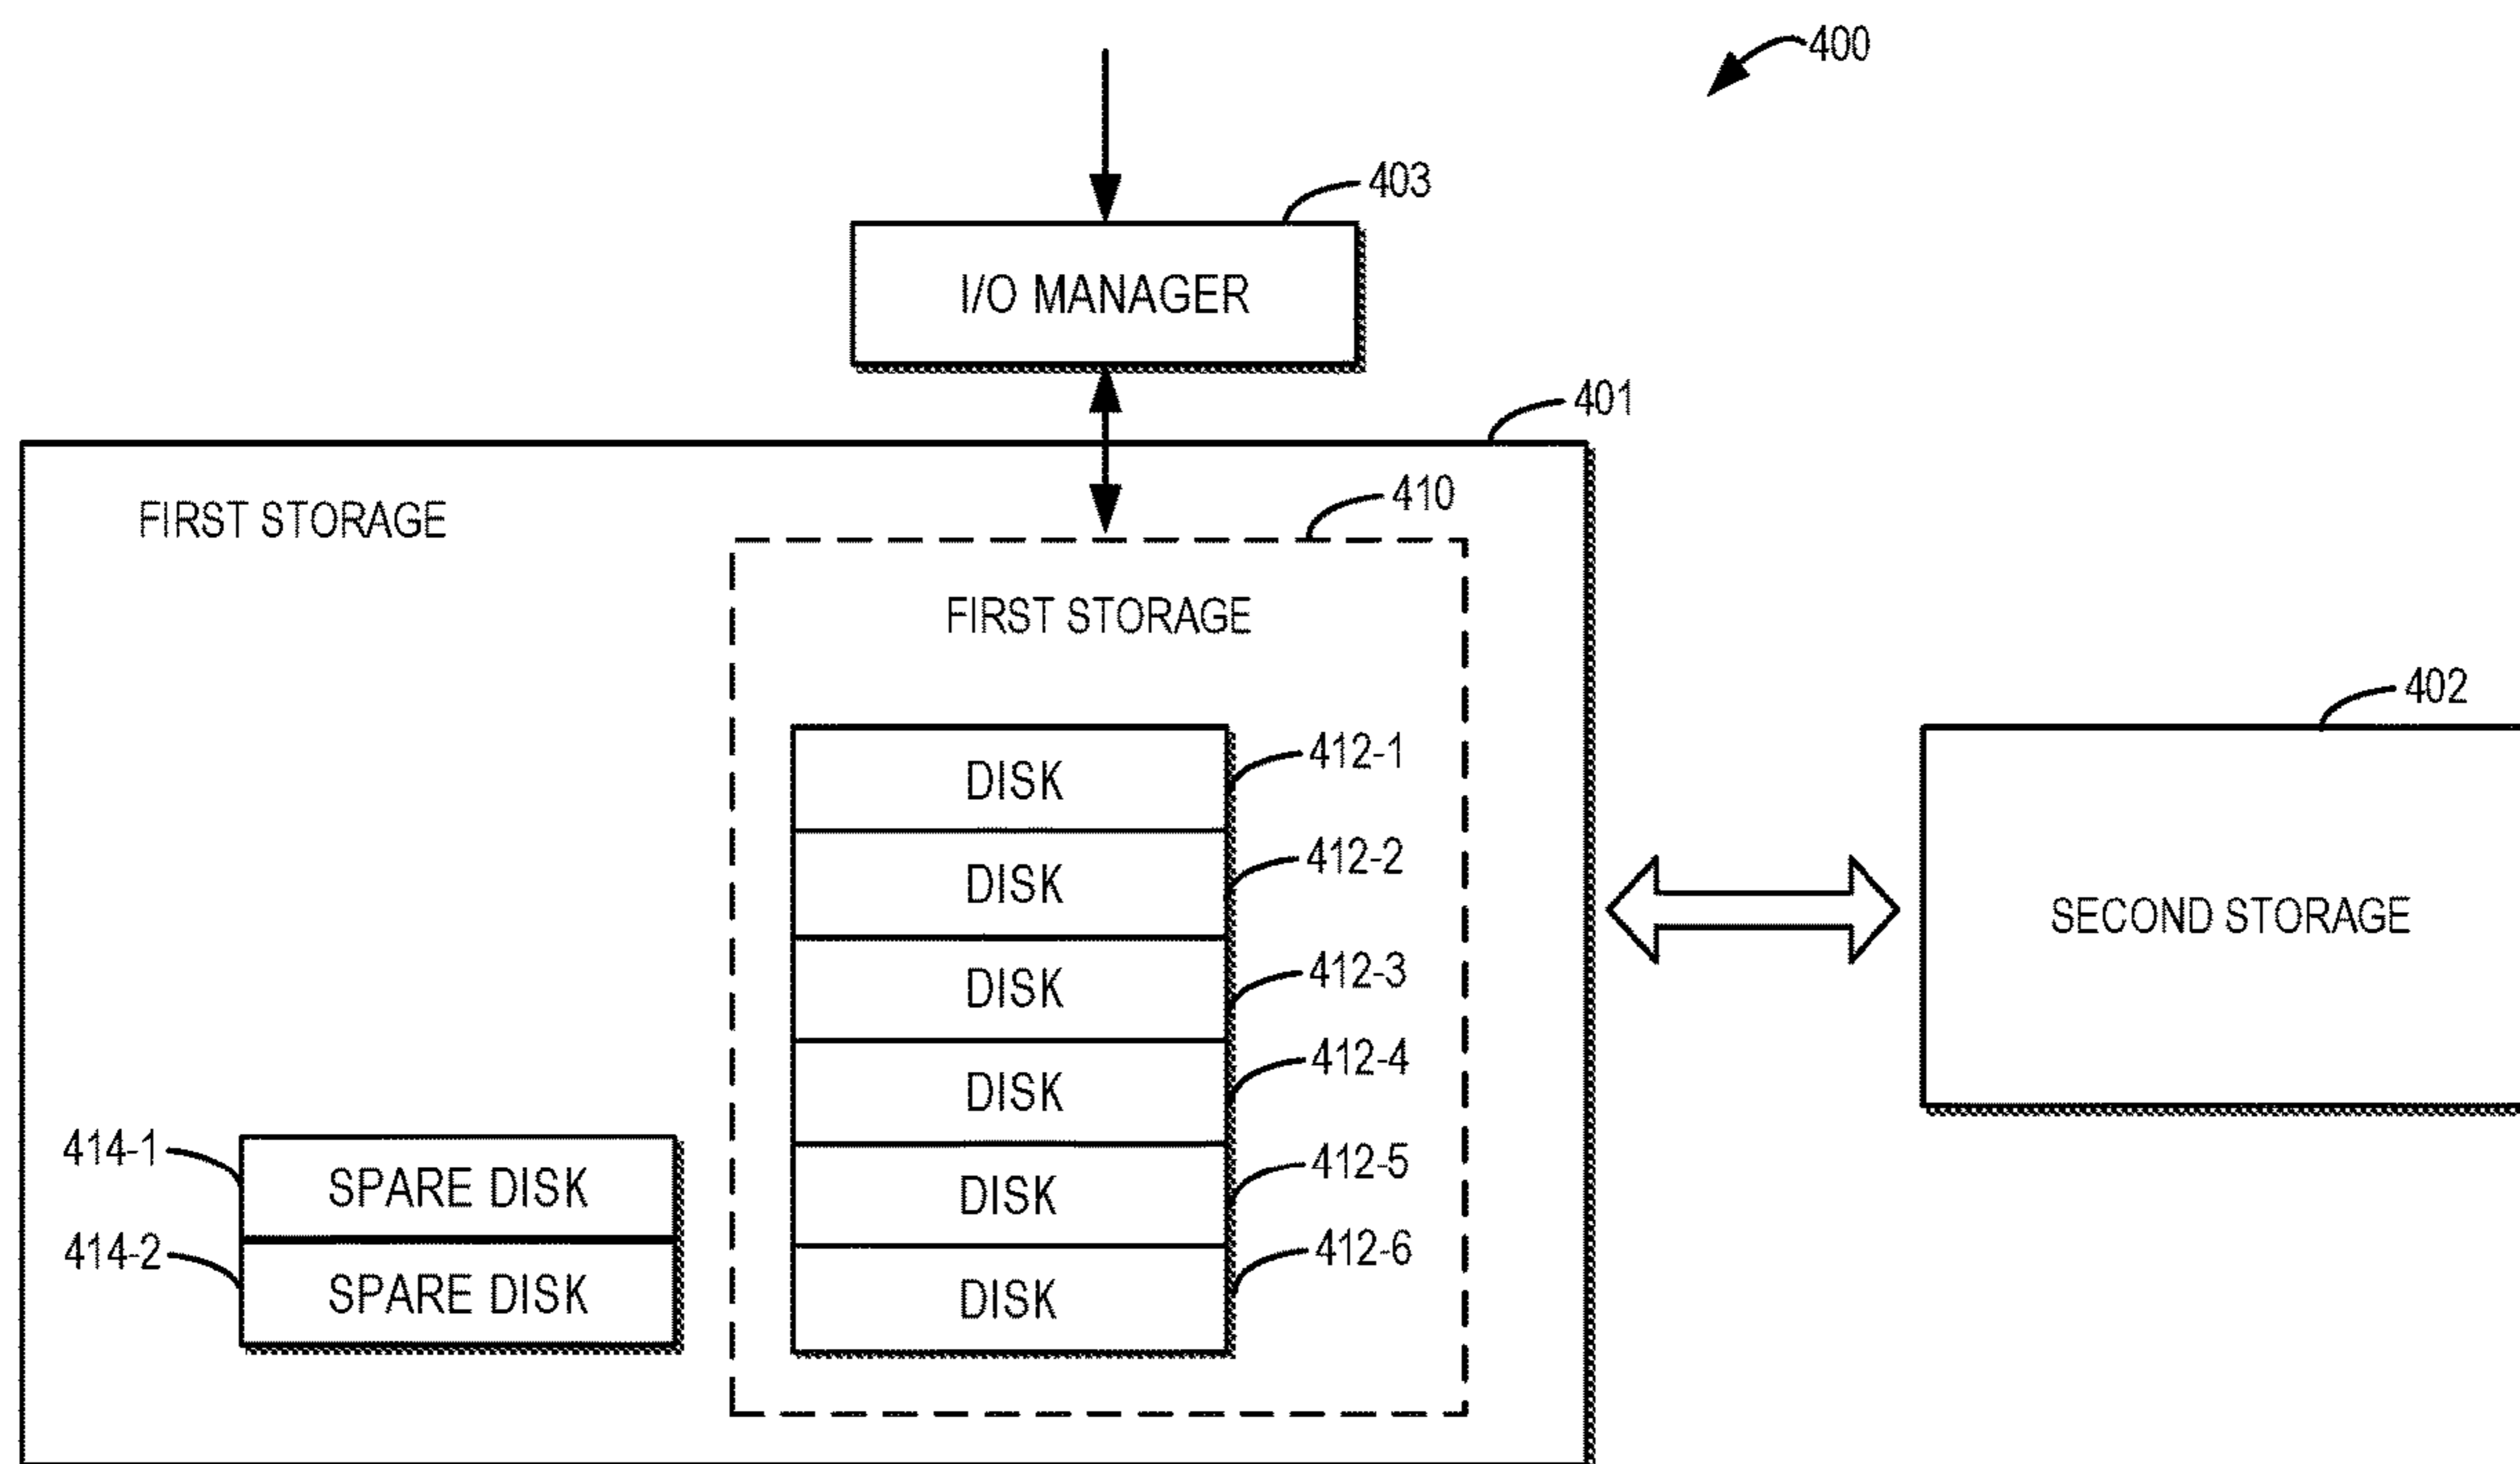 400
403
I/O MANAGER
401
FIRST STORAGE
410
FIRST STORAGE
402
SECOND STORAGE
DISK
412-1
DISK
412-2
DISK
412-3
DISK
412-4
DISK
412-5
DISK
412-6
414-1
SPARE DISK
414-2
SPARE DISK